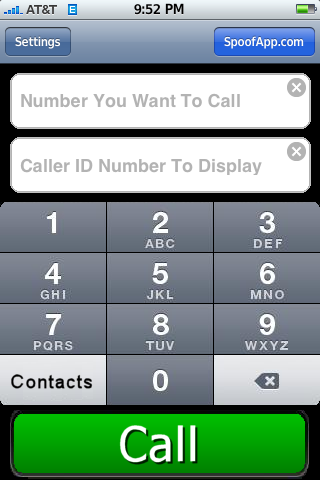 AT&T E 9:52 PM
Settings SpoofApp.com
Number You Want To Call
Caller ID Number To Display
1 2 3
ABC DEF
4 5 6
GHI JKL MNO
7 8 9
PQRS TUV WXYZ
Contacts 0
Call